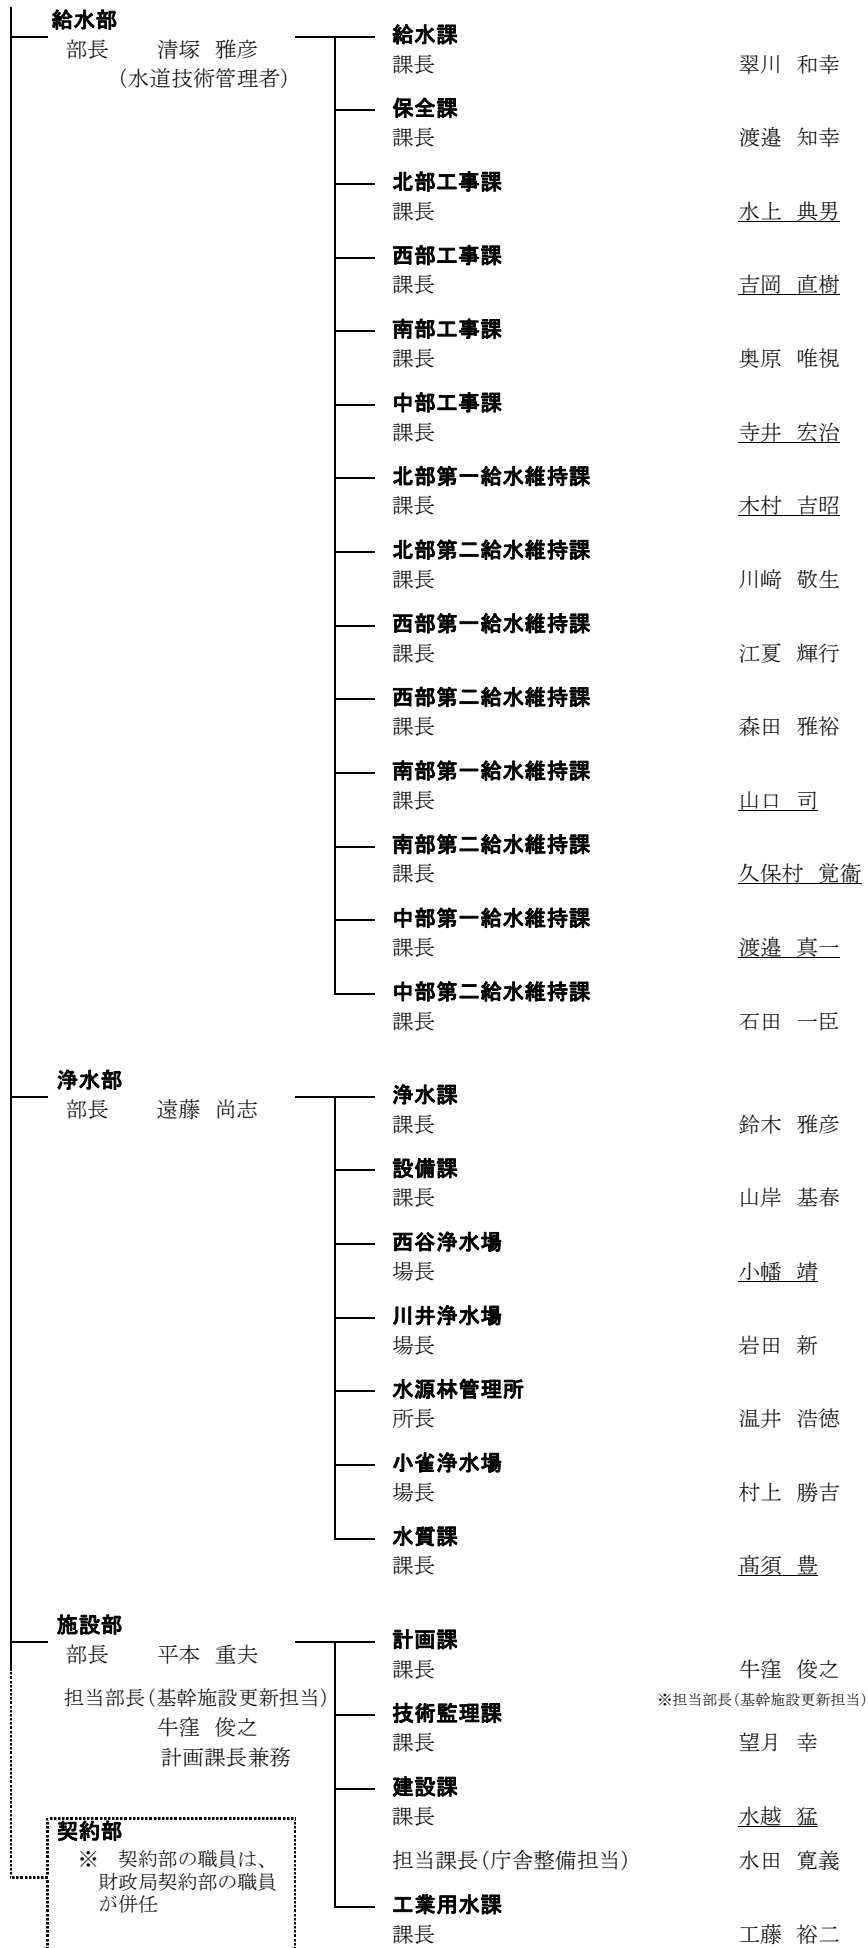 給水部
部長　清塚 雅彦
（水道技術管理者）
給水課
課長　翠川 和幸
保全課
課長　渡邉 知幸
北部工事課
課長　水上 典男
西部工事課
課長　吉岡 直樹
南部工事課
課長　奥原 唯視
中部工事課
課長　寺井 宏治
北部第一給水維持課
課長　木村 吉昭
北部第二給水維持課
課長　川﨑 敬生
西部第一給水維持課
課長　江夏 輝行
西部第二給水維持課
課長　森田 雅裕
南部第一給水維持課
課長　山口 司
南部第二給水維持課
課長　久保村 覚衞
中部第一給水維持課
課長　渡邉 真一
中部第二給水維持課
課長　石田 一臣
浄水部
部長　遠藤 尚志
浄水課
課長　鈴木 雅彦
設備課
課長　山岸 基春
西谷浄水場
場長　小幡 靖
川井浄水場
場長　岩田 新
水源林管理所
所長　温井 浩徳
小雀浄水場
場長　村上 勝吉
水質課
課長　髙須 豊
施設部
部長　平本 重夫
担当部長（基幹施設更新担当）
牛窪 俊之
計画課長兼務
計画課
課長　牛窪 俊之
※担当部長（基幹施設更新担当）
技術監理課
課長　望月 幸
建設課
課長　水越 猛
担当課長（庁舎整備担当）　水田 寛義
工業用水課
課長　工藤 裕二
契約部
※　契約部の職員は、
財政局契約部の職員
が併任